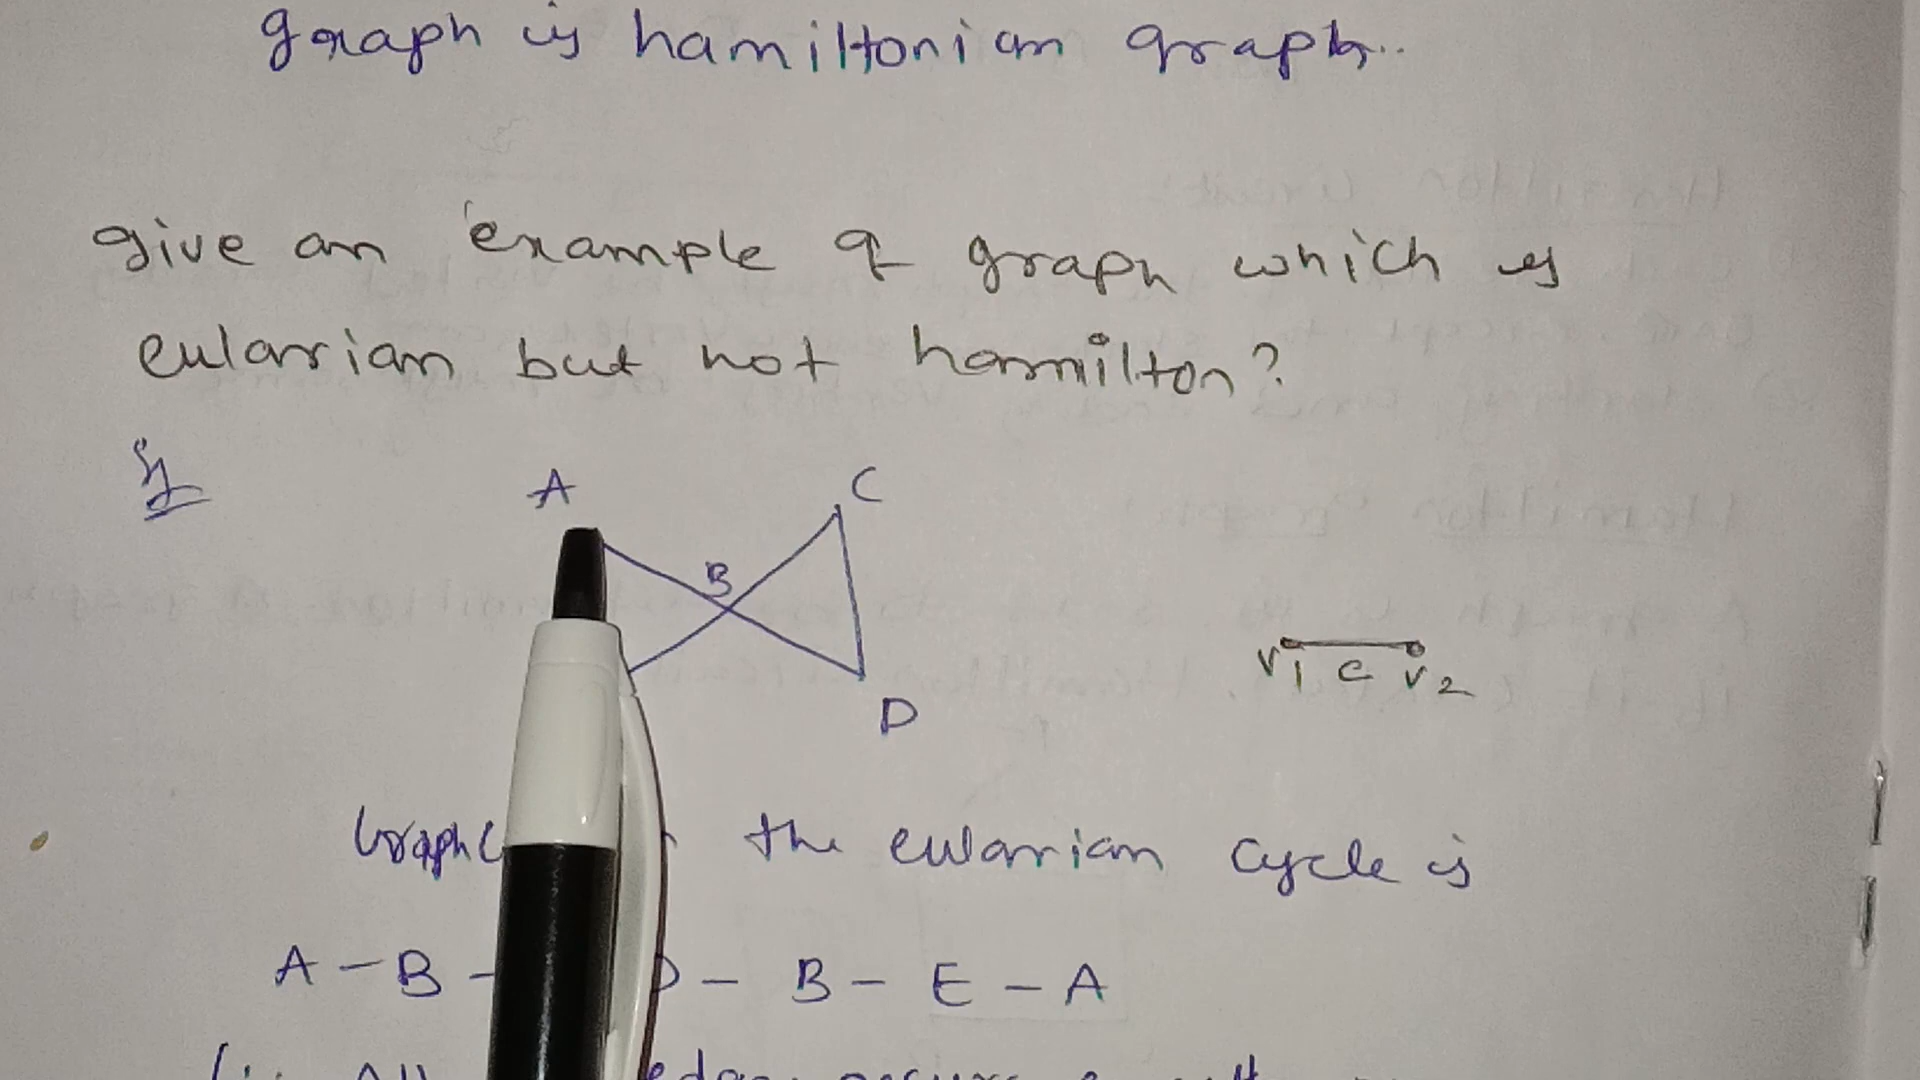 graph is hamiltonian graph..
give an example of graph which is
eularian but not hamilton?
A C
B
V1 e V2
D
Graph the eularian cycle is
A - B - D - B - E - A